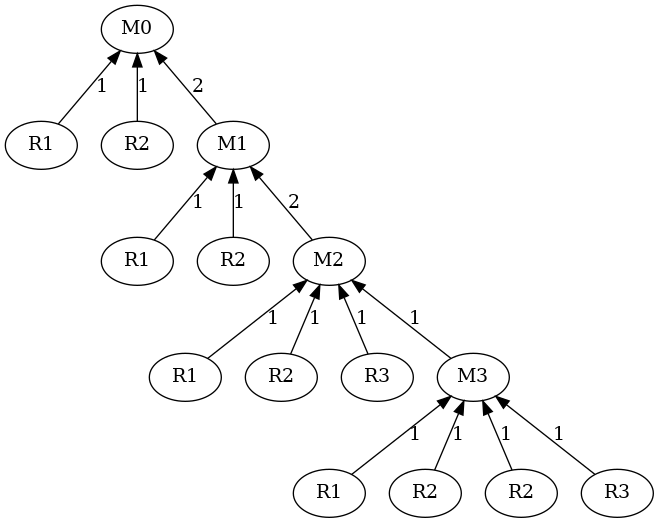 M0
1 1 2
R1 R2 M1
1 1 2
R1 R2 M2
1 1 1 1
R1 R2 R3 M3
1 1 1 1
R1 R2 R2 R3